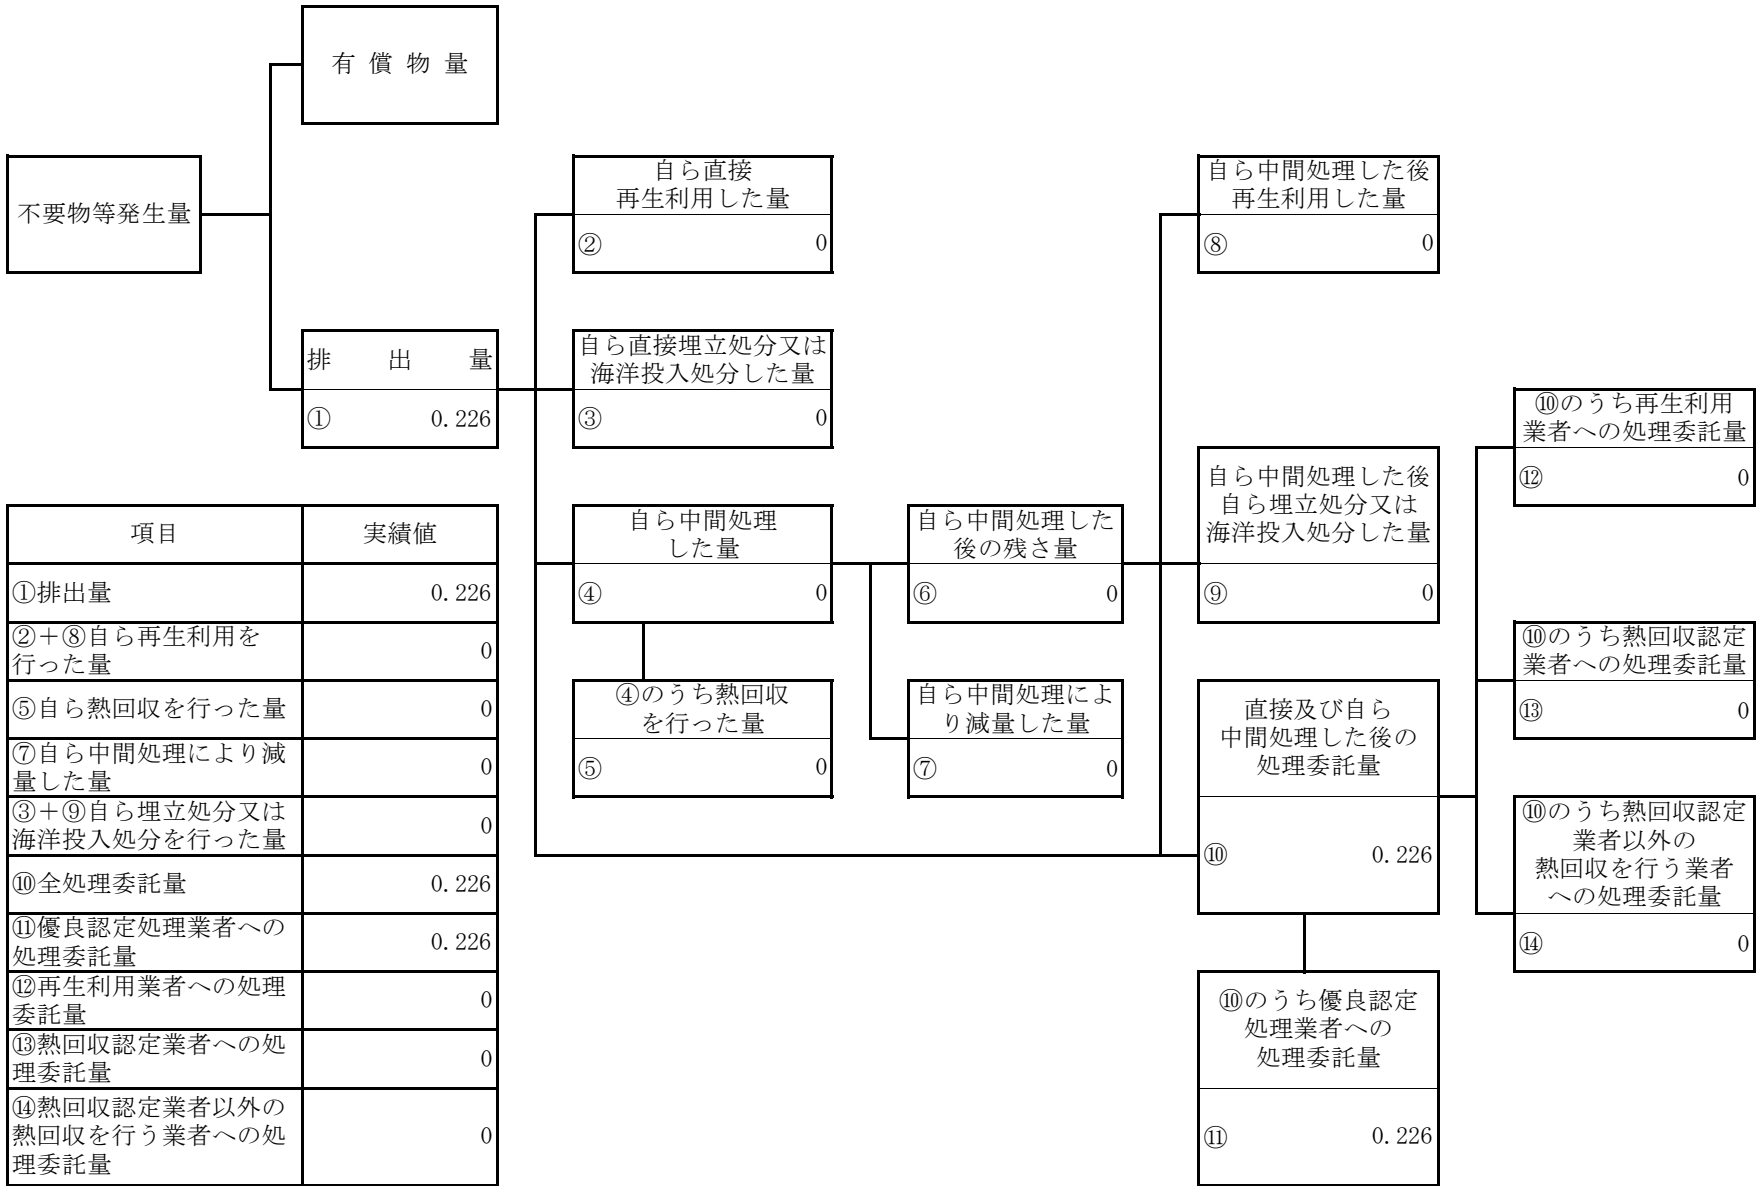 有償物量
不要物等発生量
排出量
① 0.226
自ら直接
再生利用した量
② 0
自ら直接埋立処分又は
海洋投入処分した量
③ 0
自ら中間処理
した量
④ 0
④のうち熱回収
を行った量
⑤ 0
自ら中間処理した
後の残さ量
⑥ 0
自ら中間処理によ
り減量した量
⑦ 0
自ら中間処理した後
再生利用した量
⑧ 0
自ら中間処理した後
自ら埋立処分又は
海洋投入処分した量
⑨ 0
直接及び自ら
中間処理した後の
処理委託量
⑩ 0.226
⑩のうち優良認定
処理業者への
処理委託量
⑪ 0.226
⑩のうち再生利用
業者への処理委託量
⑫ 0
⑩のうち熱回収認定
業者への処理委託量
⑬ 0
⑩のうち熱回収認定
業者以外の
熱回収を行う業者
への処理委託量
⑭ 0
項目 実績値
①排出量 0.226
②+⑧自ら再生利用を
行った量 0
⑤自ら熱回収を行った量 0
⑦自ら中間処理により減
量した量 0
③+⑨自ら埋立処分又は
海洋投入処分を行った量 0
⑩全処理委託量 0.226
⑪優良認定処理業者への
処理委託量 0.226
⑫再生利用業者への処理
委託量 0
⑬熱回収認定業者への処
理委託量 0
⑭熱回収認定業者以外の
熱回収を行う業者への処
理委託量 0